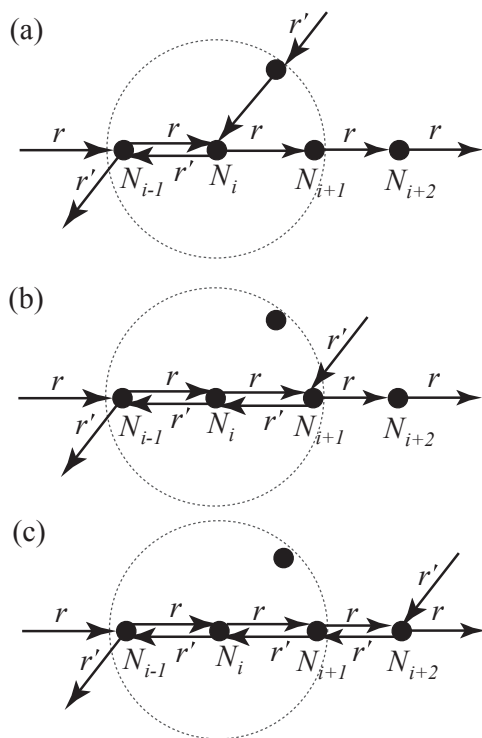 (a)
r'
r r r r r
r' r'
N_{i-1} N_i N_{i+1} N_{i+2}
(b)
r'
r r r r r
r' r' r'
N_{i-1} N_i N_{i+1} N_{i+2}
(c)
r'
r r r r r
r' r' r' r'
N_{i-1} N_i N_{i+1} N_{i+2}